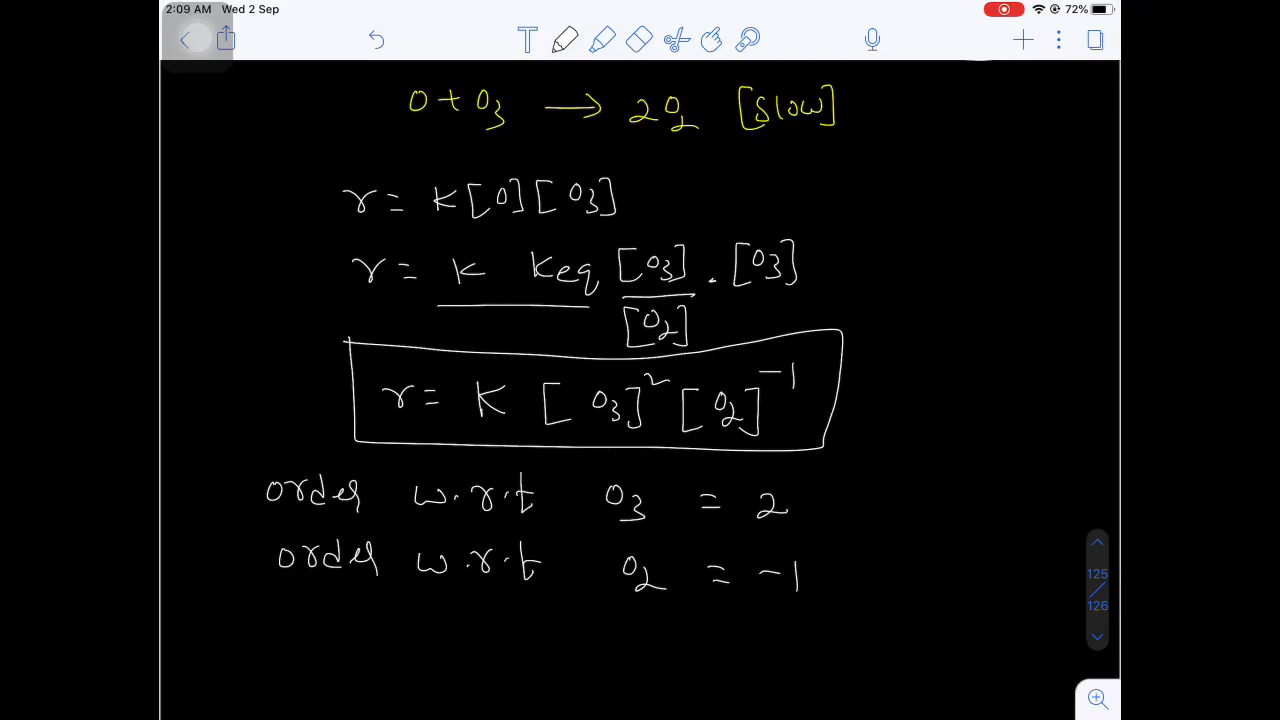 2:09 AM Wed 2 Sep 72%
T
O + O₃ → 2O₂ [slow]
r = K[O][O₃]
r = K Keq [O₃]/[O₂] . [O₃]
r = K [O₃]² [O₂]⁻¹
order w.r.t O₃ = 2
order w.r.t O₂ = -1
125
126